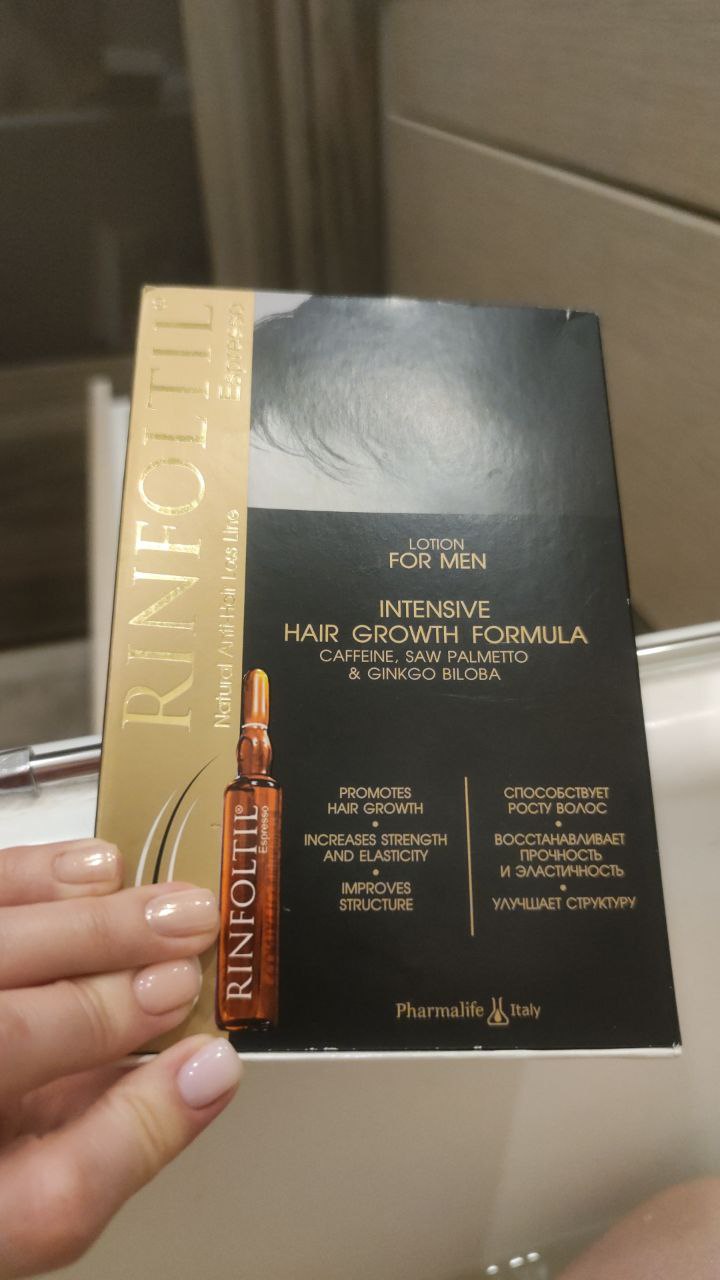 RINFOLTIL®
Espresso
Natural Anti Hair Loss Line
LOTION
FOR MEN
INTENSIVE
HAIR GROWTH FORMULA
CAFFEINE, SAW PALMETTO
& GINKGO BILOBA
RINFOLTIL®
Espresso
PROMOTES
HAIR GROWTH
•
INCREASES STRENGTH
AND ELASTICITY
•
IMPROVES
STRUCTURE
СПОСОБСТВУЕТ
РОСТУ ВОЛОС
•
ВОССТАНАВЛИВАЕТ
ПРОЧНОСТЬ
И ЭЛАСТИЧНОСТЬ
•
УЛУЧШАЕТ СТРУКТУРУ
Pharmalife Italy